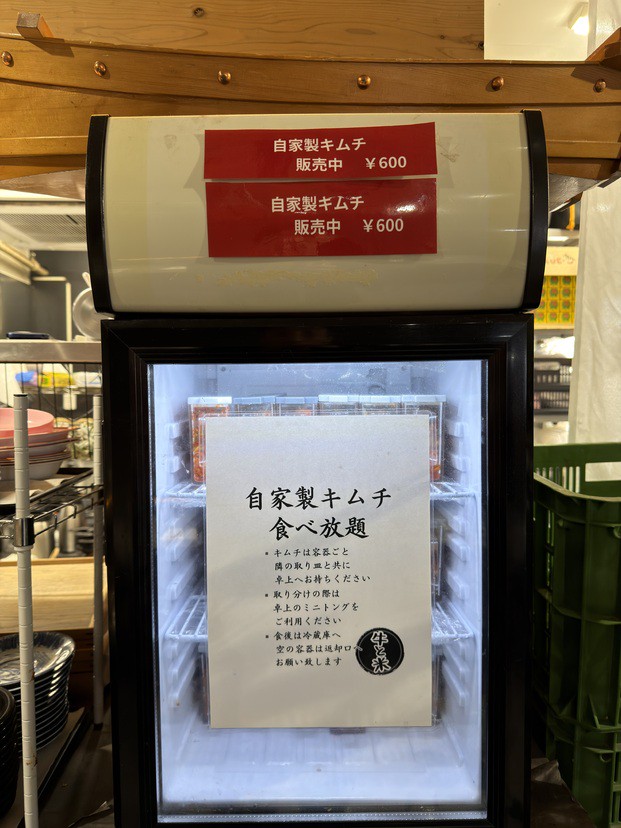 自家製キムチ
販売中 ￥600
自家製キムチ
販売中 ￥600
自家製キムチ
食べ放題
・キムチは容器ごと
隣の取り皿と共に
卓上へお持ちください
・取り分けの際は
卓上のミニトングを
ご利用ください
・食後は冷蔵庫へ
空の容器は返却口へ
お願い致します
牛と米